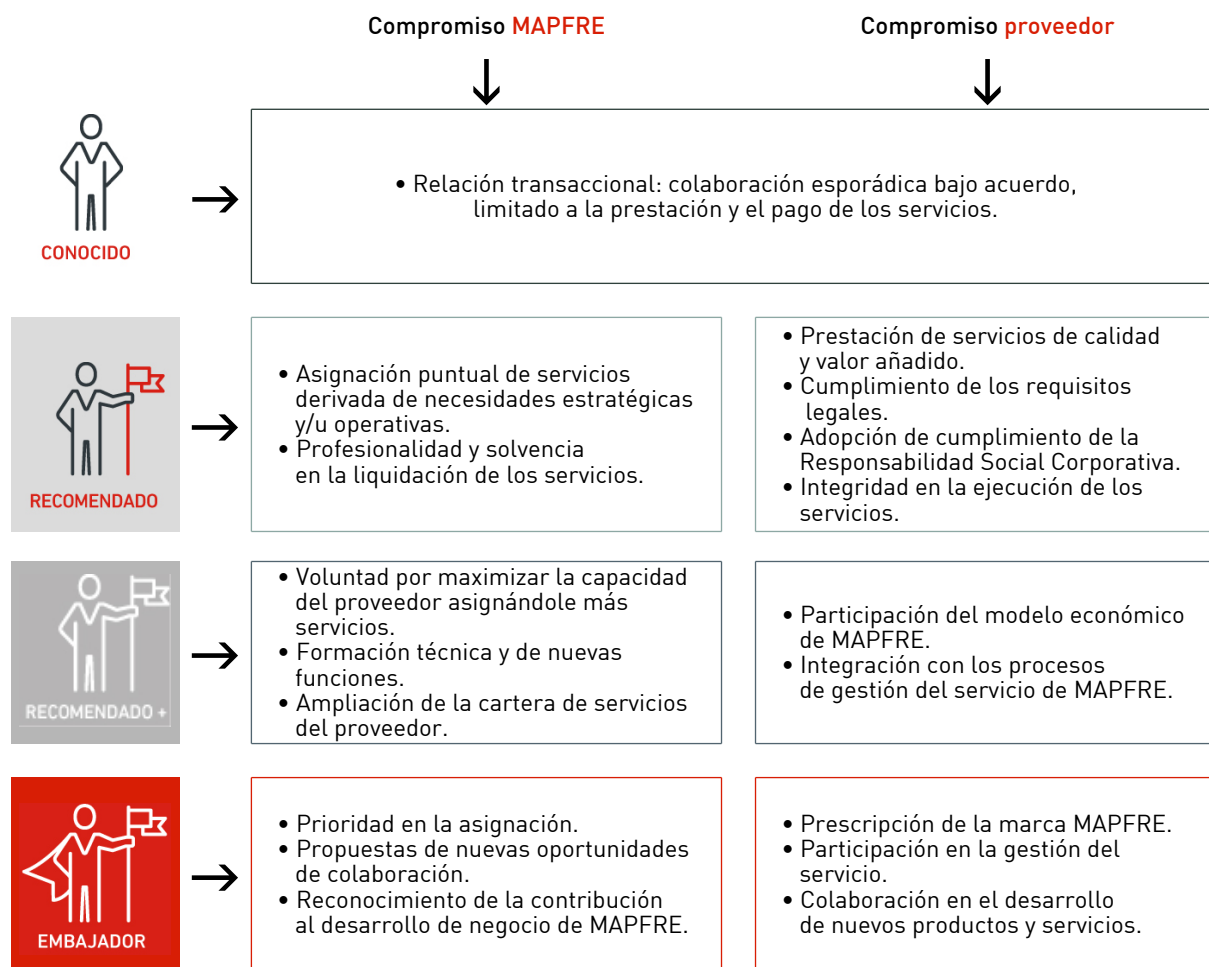 Compromiso MAPFRE
Compromiso proveedor
CONOCIDO
• Relación transaccional: colaboración esporádica bajo acuerdo,
limitado a la prestación y el pago de los servicios.
RECOMENDADO
• Asignación puntual de servicios
derivada de necesidades estratégicas
y/u operativas.
• Profesionalidad y solvencia
en la liquidación de los servicios.
• Prestación de servicios de calidad
y valor añadido.
• Cumplimiento de los requisitos
legales.
• Adopción de cumplimiento de la
Responsabilidad Social Corporativa.
• Integridad en la ejecución de los
servicios.
RECOMENDADO +
• Voluntad por maximizar la capacidad
del proveedor asignándole más
servicios.
• Formación técnica y de nuevas
funciones.
• Ampliación de la cartera de servicios
del proveedor.
• Participación del modelo económico
de MAPFRE.
• Integración con los procesos
de gestión del servicio de MAPFRE.
EMBAJADOR
• Prioridad en la asignación.
• Propuestas de nuevas oportunidades
de colaboración.
• Reconocimiento de la contribución
al desarrollo de negocio de MAPFRE.
• Prescripción de la marca MAPFRE.
• Participación en la gestión del
servicio.
• Colaboración en el desarrollo
de nuevos productos y servicios.